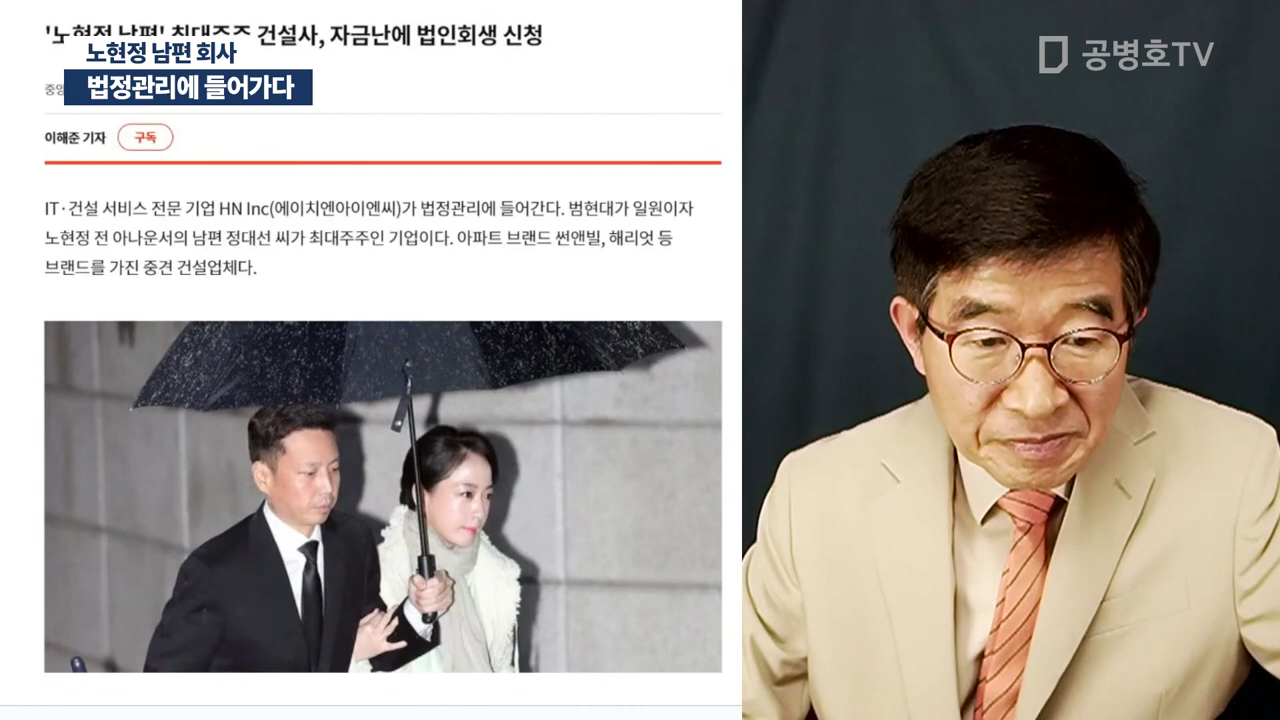 건설사, 자금난에 법인회생 신청
노현정 남편 회사
법정관리에 들어가다
공병호TV
이해준 기자 구독
IT·건설 서비스 전문 기업 HN Inc(에이치엔아이엔씨)가 법정관리에 들어간다. 범현대가 일원이자
노현정 전 아나운서의 남편 정대선 씨가 최대주주인 기업이다. 아파트 브랜드 썬앤빌, 해리엇 등
브랜드를 가진 중견 건설업체다.